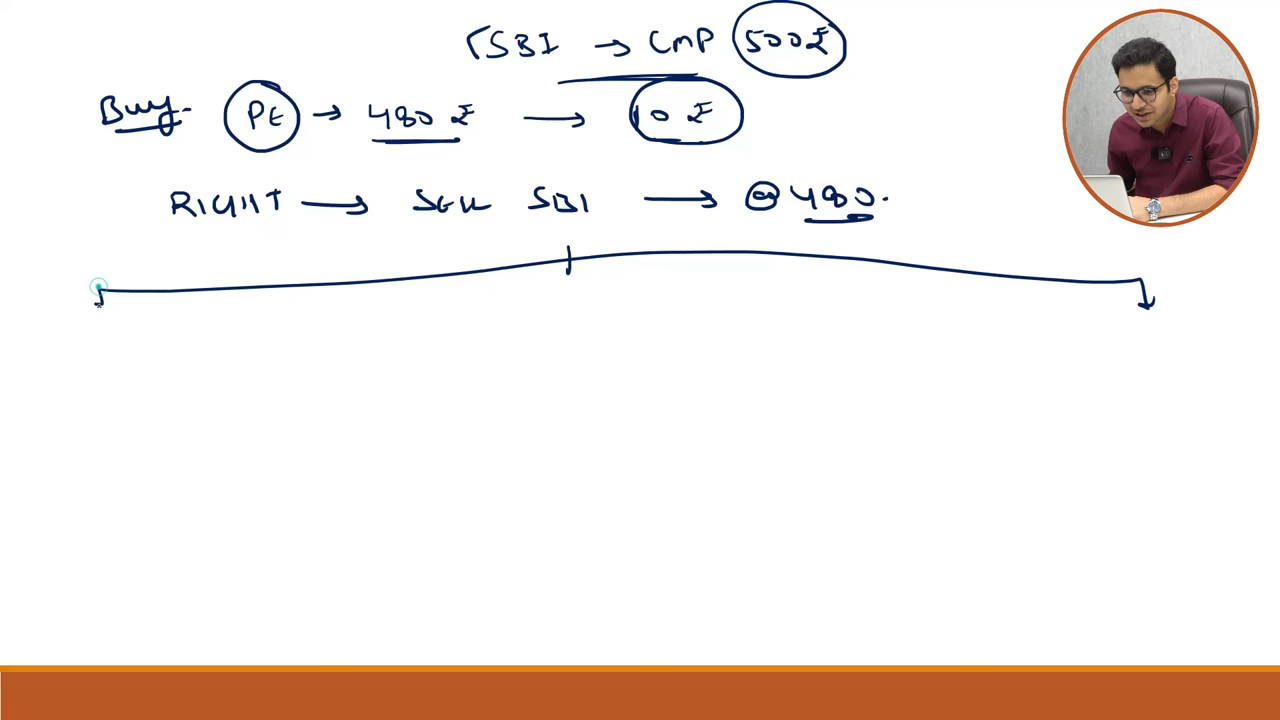 SBI → CMP 500₹
Buy. PE → 480 ₹ → 10 ₹
RIGHT → SELL SBI → @ 480.